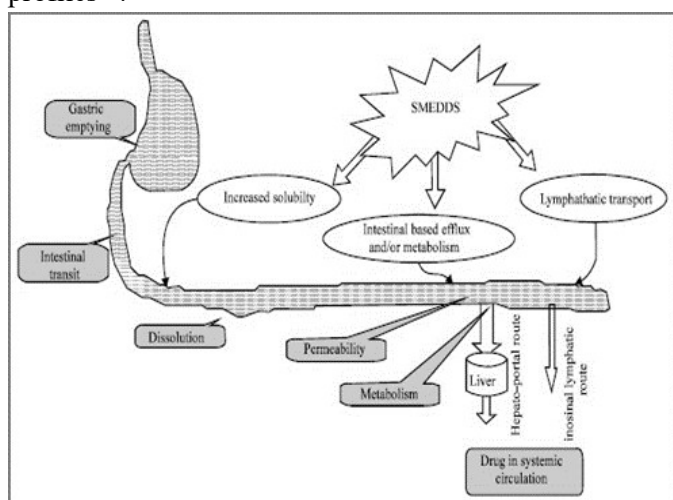 Gastric
emptying
SMEDDS
Increased solubilty
Lymphathatic transport
Intestinal based efflux
and/or metabolism
Intestinal
transit
Dissolution
Permeability
Metabolism
Liver
Hepato-portal route
inosinal lymphatic
route
Drug in systemic
circulation